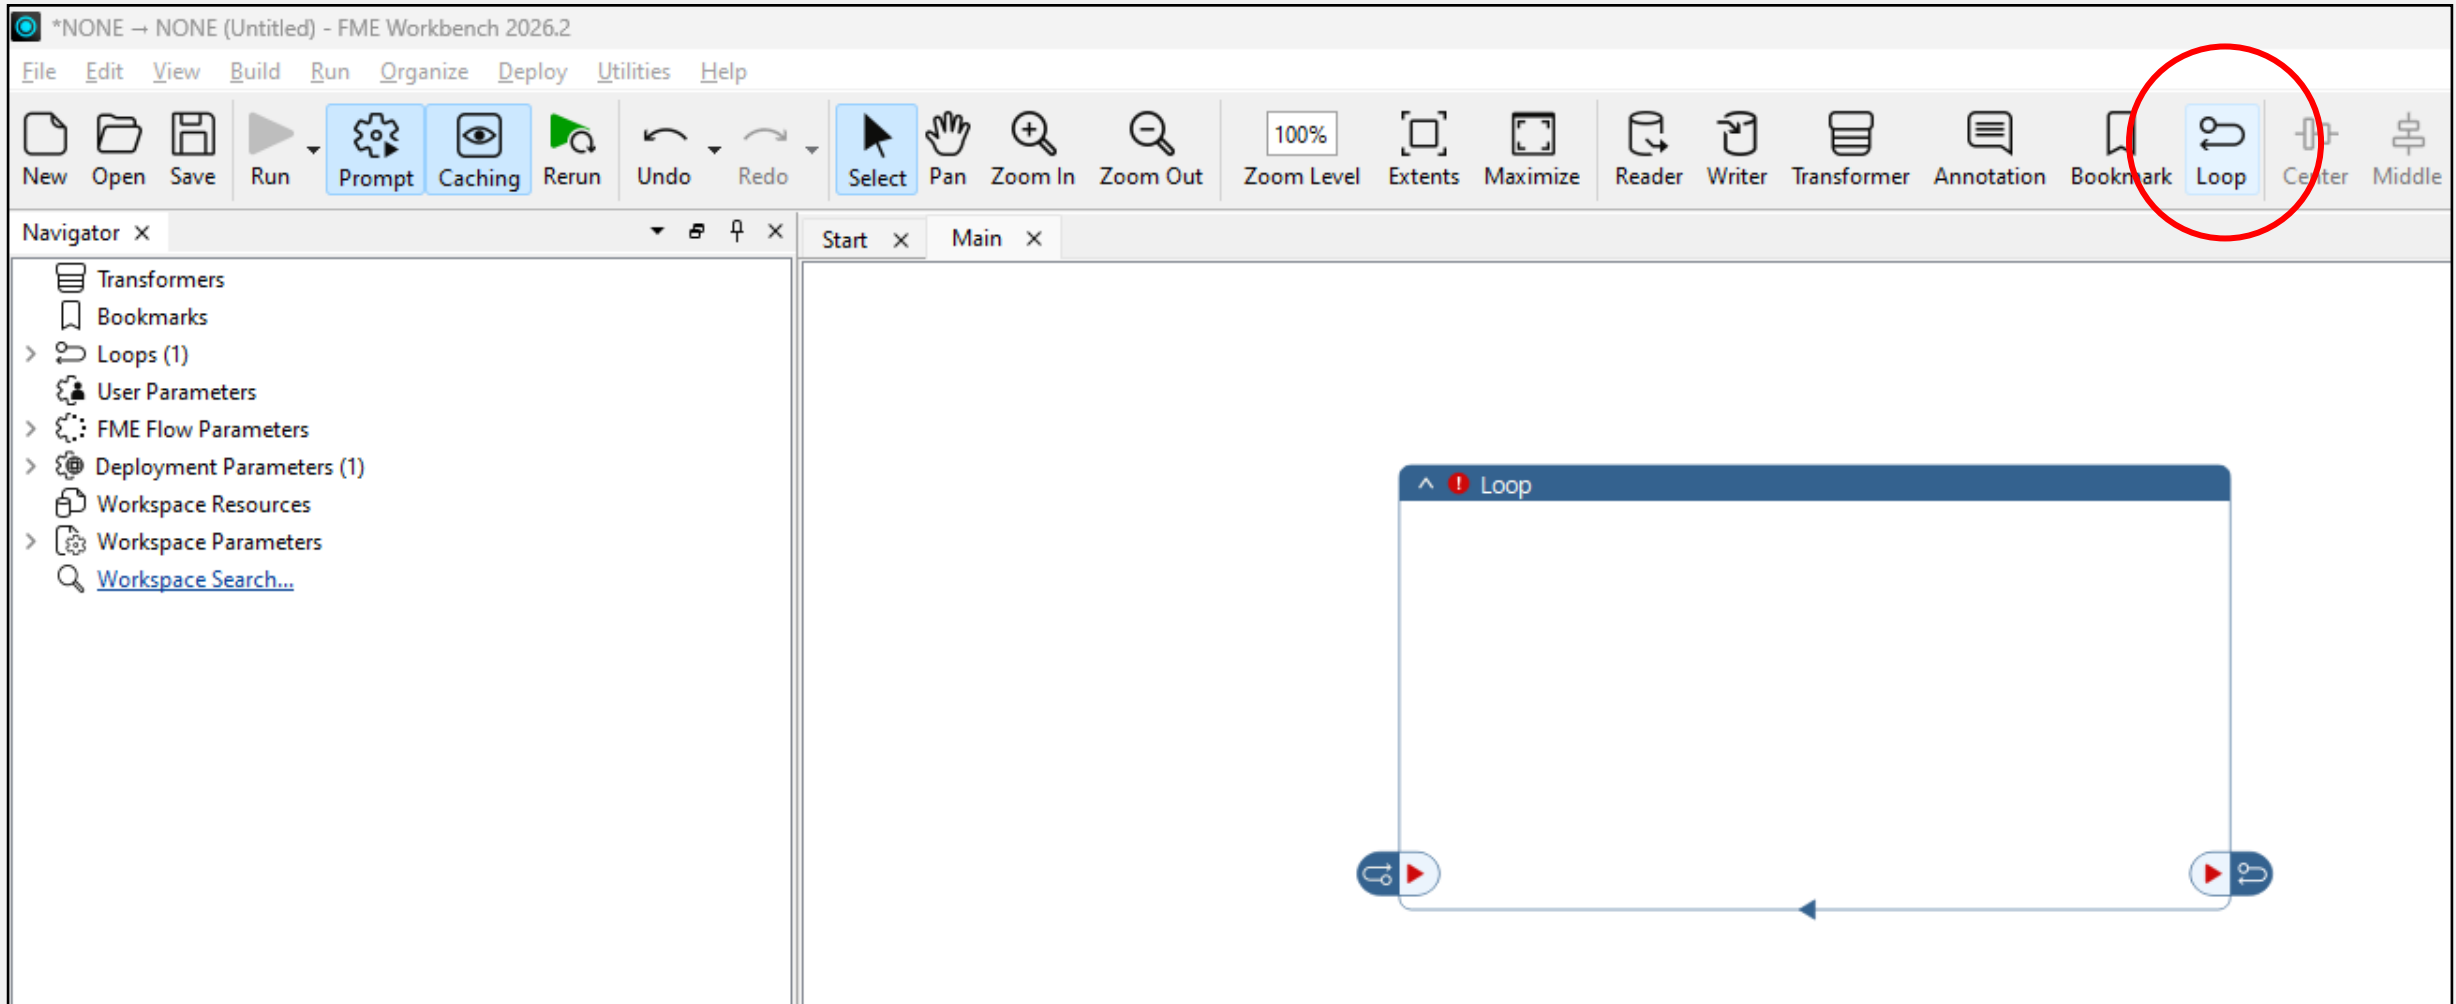 *NONE → NONE (Untitled) - FME Workbench 2026.2
File Edit View Build Run Organize Deploy Utilities Help
New Open Save Run Prompt Caching Rerun Undo Redo Select Pan Zoom In Zoom Out 100% Zoom Level Extents Maximize Reader Writer Transformer Annotation Bookmark Loop Center Middle
Navigator
Start Main
Transformers
Bookmarks
Loops (1)
User Parameters
FME Flow Parameters
Deployment Parameters (1)
Workspace Resources
Workspace Parameters
Workspace Search...
Loop